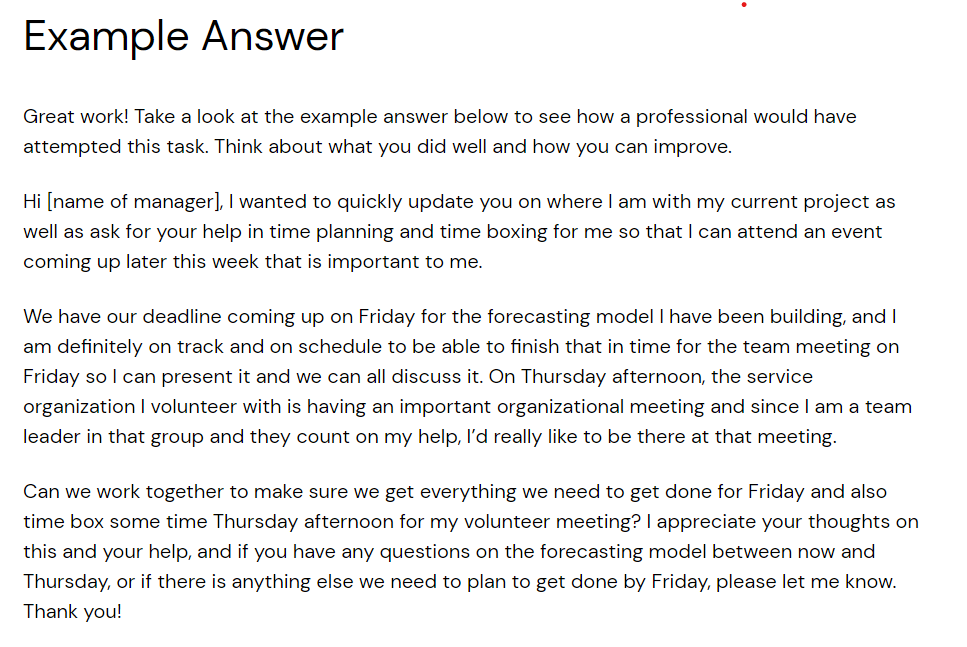 Example Answer
Great work! Take a look at the example answer below to see how a professional would have
attempted this task. Think about what you did well and how you can improve.
Hi [name of manager], I wanted to quickly update you on where I am with my current project as
well as ask for your help in time planning and time boxing for me so that I can attend an event
coming up later this week that is important to me.
We have our deadline coming up on Friday for the forecasting model I have been building, and I
am definitely on track and on schedule to be able to finish that in time for the team meeting on
Friday so I can present it and we can all discuss it. On Thursday afternoon, the service
organization I volunteer with is having an important organizational meeting and since I am a team
leader in that group and they count on my help, I’d really like to be there at that meeting.
Can we work together to make sure we get everything we need to get done for Friday and also
time box some time Thursday afternoon for my volunteer meeting? I appreciate your thoughts on
this and your help, and if you have any questions on the forecasting model between now and
Thursday, or if there is anything else we need to plan to get done by Friday, please let me know.
Thank you!